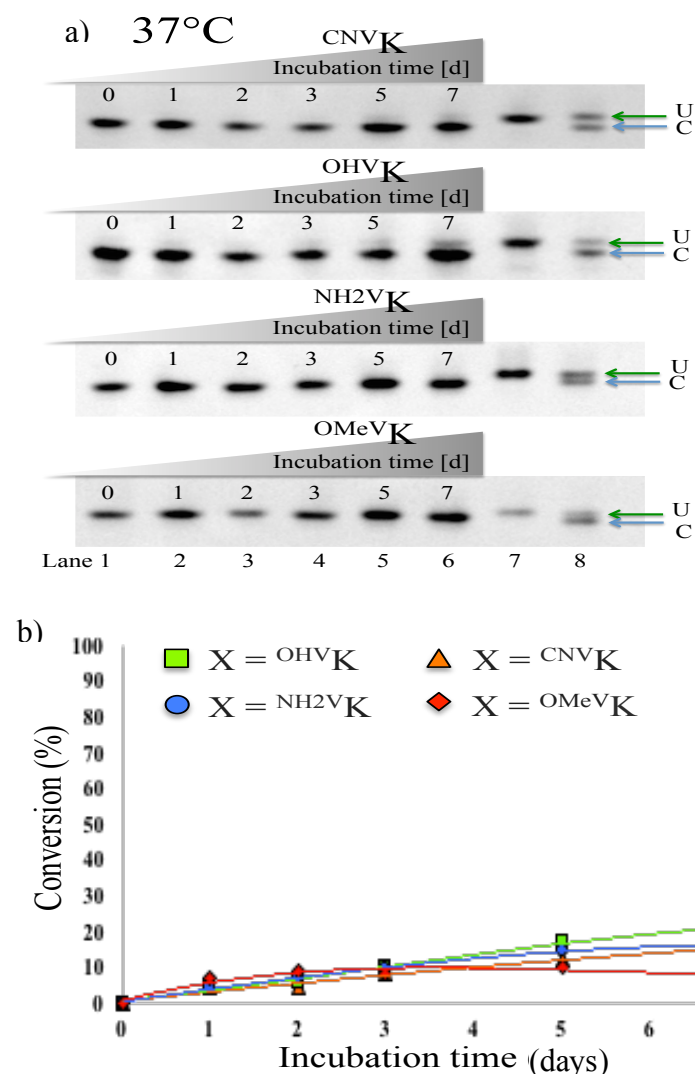 a) 37°C
CNVK
Incubation time [d]
0 1 2 3 5 7
U
C
OHVK
Incubation time [d]
0 1 2 3 5 7
U
C
NH2VK
Incubation time [d]
0 1 2 3 5 7
U
C
OMeVK
Incubation time [d]
0 1 2 3 5 7
U
C
Lane 1 2 3 4 5 6 7 8
b)
100
90
80
70
60
50
40
30
20
10
0
Conversion (%)
X = OHVK X = CNVK
X = NH2VK X = OMeVK
0 1 2 3 4 5 6
Incubation time (days)